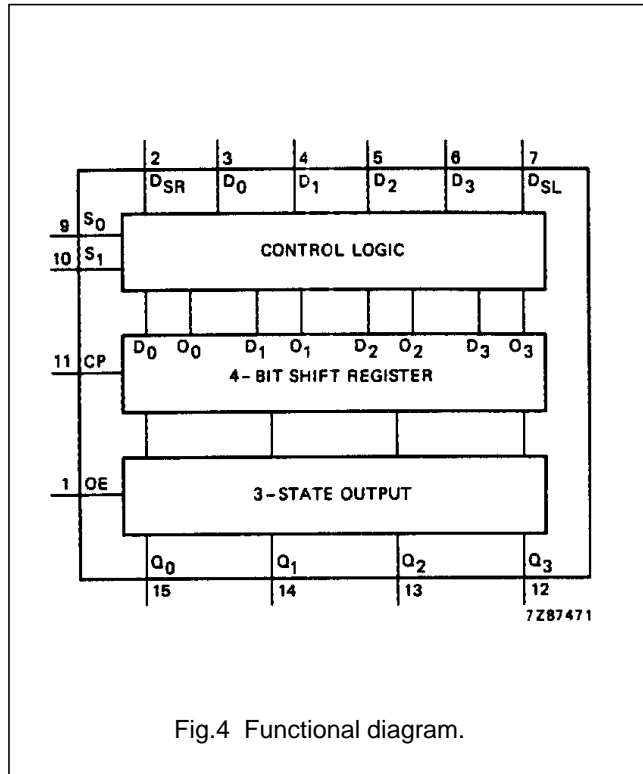 2 3 4 5 6 7
DSR D0 D1 D2 D3 DSL
9 S0
10 S1
CONTROL LOGIC
D0 O0 D1 O1 D2 O2 D3 O3
11 CP
4-BIT SHIFT REGISTER
1 OE
3-STATE OUTPUT
Q0 Q1 Q2 Q3
15 14 13 12
7Z87471
Fig.4 Functional diagram.